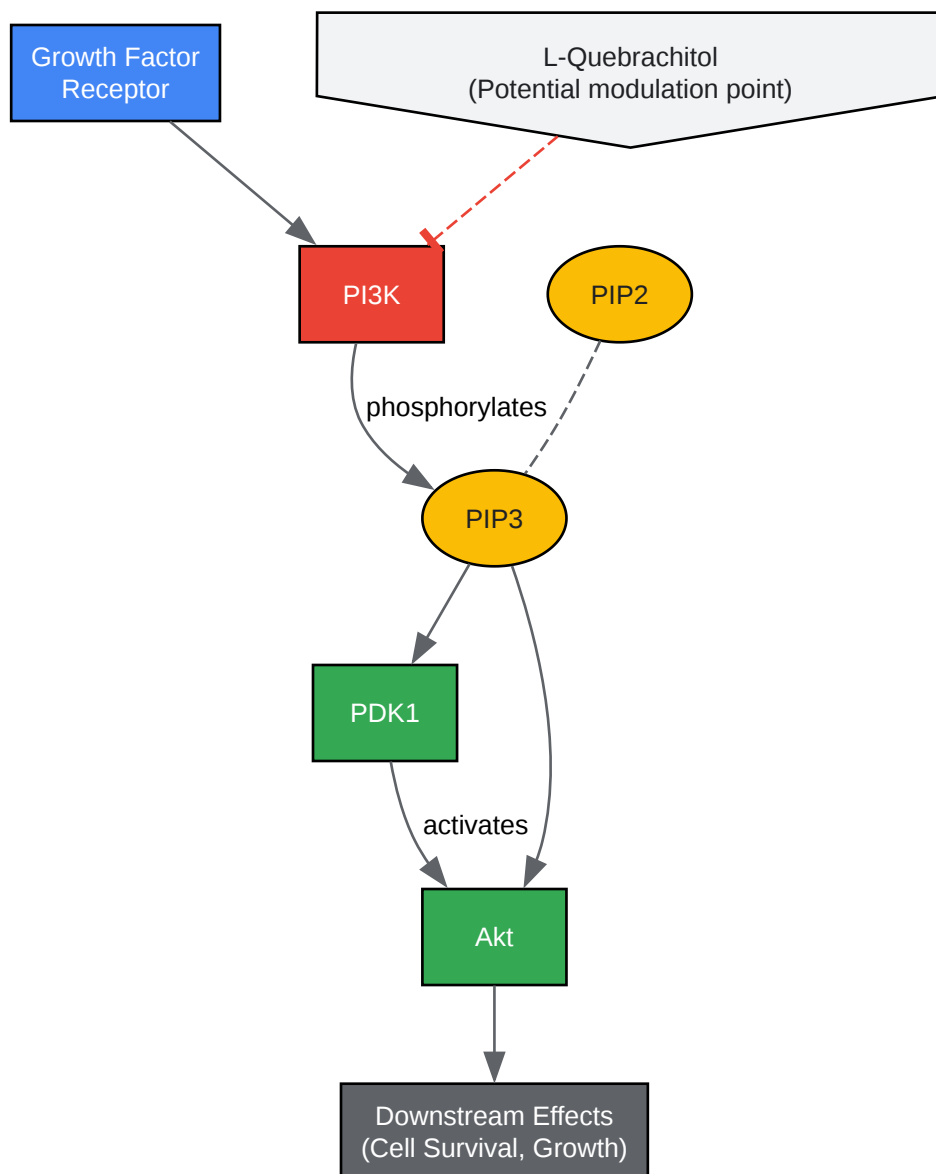 Growth Factor
Receptor
L-Quebrachitol
(Potential modulation point)
PI3K
PIP2
phosphorylates
PIP3
PDK1
activates
Akt
Downstream Effects
(Cell Survival, Growth)